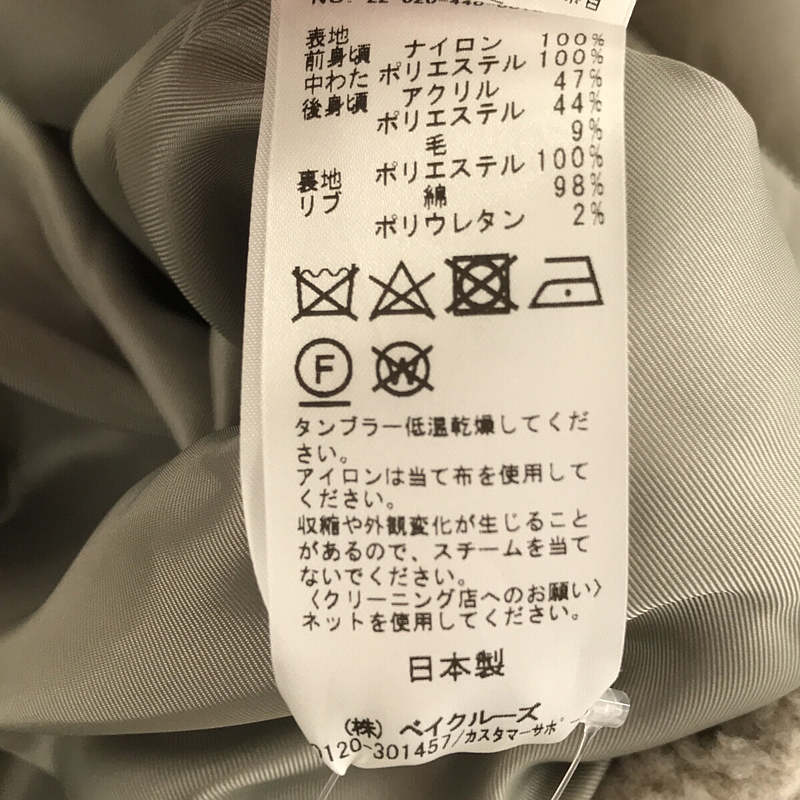 表地
前身頃 ナイロン 100%
中わた ポリエステル 100%
後身頃 アクリル 47%
ポリエステル 44%
毛 9%
裏地 ポリエステル 100%
リブ 綿 98%
ポリウレタン 2%
F
W
タンブラー低温乾燥してくだ
さい。
アイロンは当て布を使用して
ください。
収縮や外観変化が生じること
があるので、スチームを当て
ないでください。
〈クリーニング店へのお願い〉
ネットを使用してください。
日本製
(株) ベイクルーズ
0120-301457/カスタマーサポ